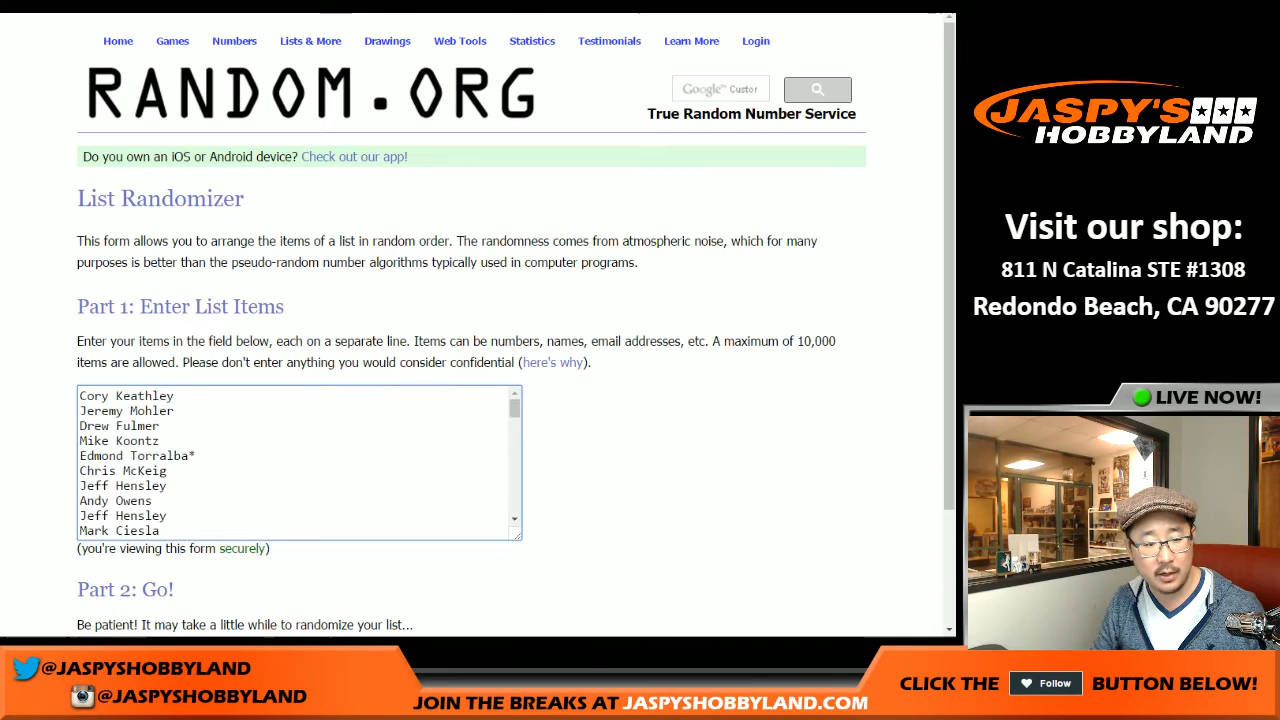 Home Games Numbers Lists & More Drawings Web Tools Statistics Testimonials Learn More Login
RANDOM.ORG
Google™ Custor
True Random Number Service
Do you own an iOS or Android device? Check out our app!
List Randomizer
This form allows you to arrange the items of a list in random order. The randomness comes from atmospheric noise, which for many
purposes is better than the pseudo-random number algorithms typically used in computer programs.
Part 1: Enter List Items
Enter your items in the field below, each on a separate line. Items can be numbers, names, email addresses, etc. A maximum of 10,000
items are allowed. Please don't enter anything you would consider confidential (here's why).
Cory Keathley
Jeremy Mohler
Drew Fulmer
Mike Koontz
Edmond Torralba*
Chris McKeig
Jeff Hensley
Andy Owens
Jeff Hensley
Mark Ciesla
(you're viewing this form securely)
Part 2: Go!
Be patient! It may take a little while to randomize your list...
JASPY'S
HOBBYLAND
Visit our shop:
811 N Catalina STE #1308
Redondo Beach, CA 90277
LIVE NOW!
@JASPYSHOBBYLAND
@JASPYSHOBBYLAND
JOIN THE BREAKS AT JASPYSHOBBYLAND.COM
CLICK THE Follow BUTTON BELOW!